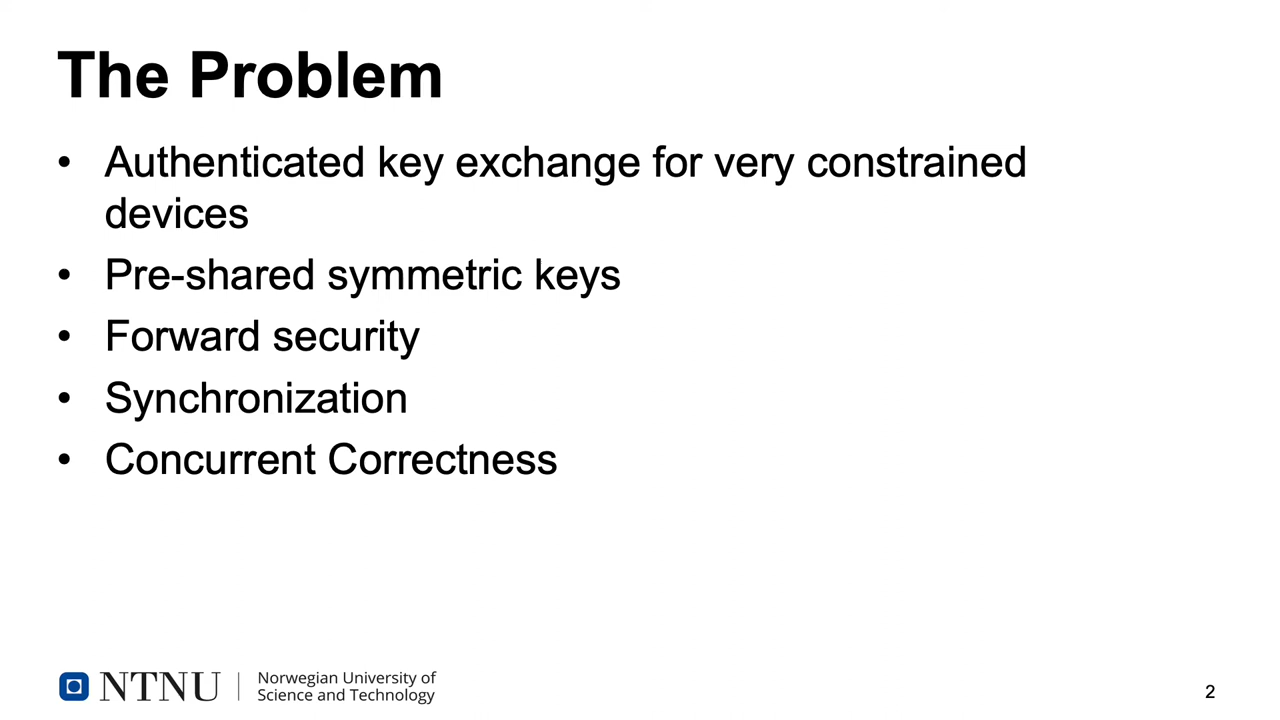 The Problem
• Authenticated key exchange for very constrained
devices
• Pre-shared symmetric keys
• Forward security
• Synchronization
• Concurrent Correctness
NTNU
Norwegian University of
Science and Technology
2